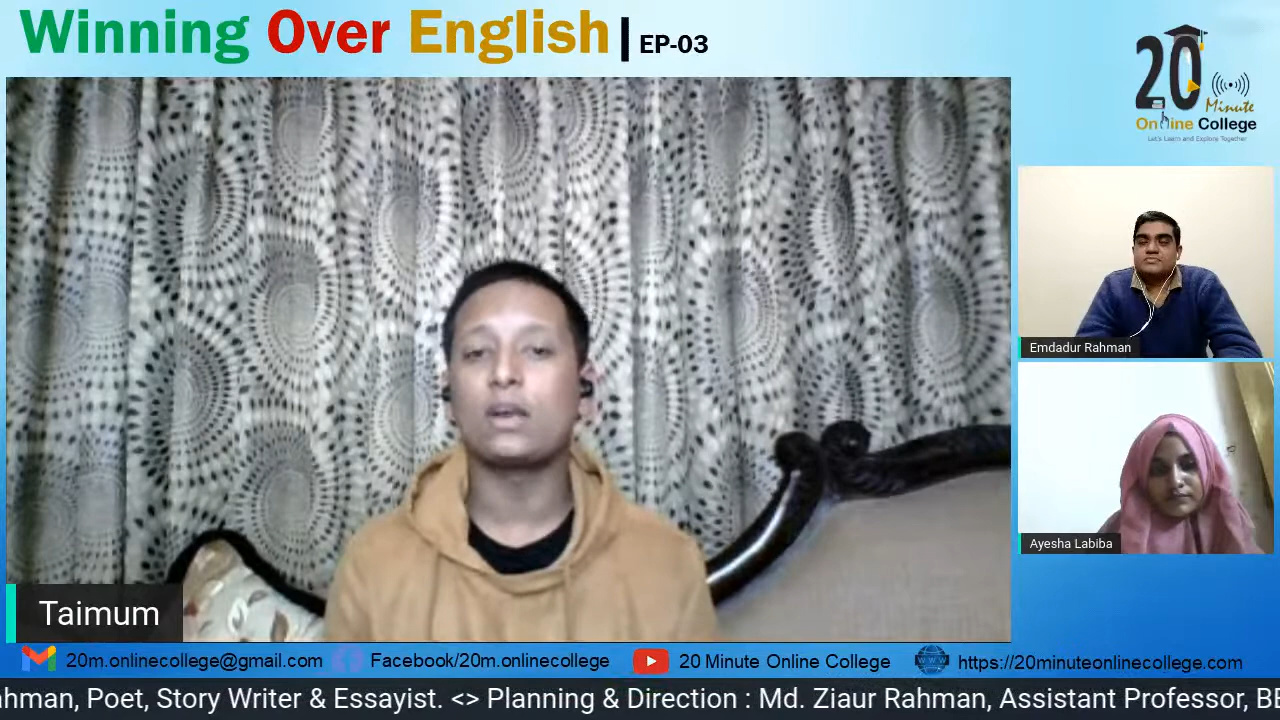 Winning Over English | EP-03
20 Minute
Online College
Let's Learn and Explore Together
Emdadur Rahman
Ayesha Labiba
Taimum
20m.onlinecollege@gmail.com Facebook/20m.onlinecollege 20 Minute Online College WWW https://20minuteonlinecollege.com
ahman, Poet, Story Writer & Essayist. <> Planning & Direction : Md. Ziaur Rahman, Assistant Professor, BE